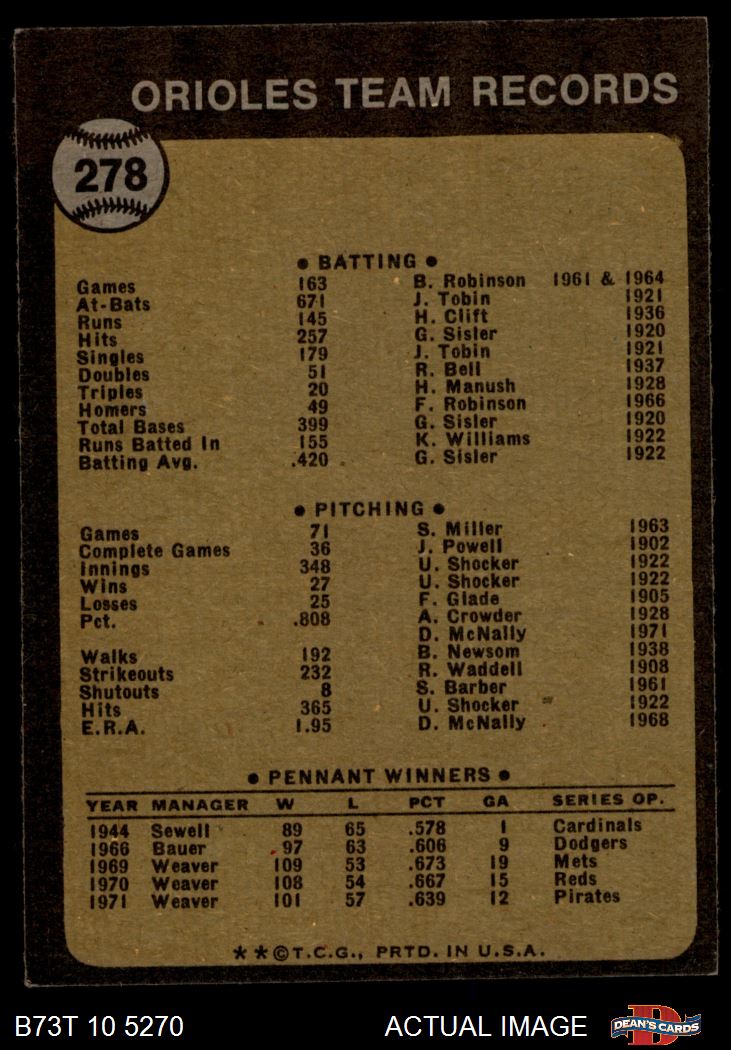 ORIOLES TEAM RECORDS
278
• BATTING •
Games 163 B. Robinson 1961 & 1964
At-Bats 671 J. Tobin 1921
Runs 145 H. Clift 1936
Hits 257 G. Sisler 1920
Singles 179 J. Tobin 1921
Doubles 51 R. Bell 1937
Triples 20 H. Manush 1928
Homers 49 F. Robinson 1966
Total Bases 399 G. Sisler 1920
Runs Batted In 155 K. Williams 1922
Batting Avg. .420 G. Sisler 1922
• PITCHING •
Games 71 S. Miller 1963
Complete Games 36 J. Powell 1902
Innings 348 U. Shocker 1922
Wins 27 U. Shocker 1922
Losses 25 F. Glade 1905
Pct. .808 A. Crowder 1928
D. McNally 1971
Walks 192 B. Newsom 1938
Strikeouts 232 R. Waddell 1908
Shutouts 8 S. Barber 1961
Hits 365 U. Shocker 1922
E.R.A. 1.95 D. McNally 1968
• PENNANT WINNERS •
YEAR MANAGER W L PCT GA SERIES OP.
1944 Sewell 89 65 .578 1 Cardinals
1966 Bauer 97 63 .606 9 Dodgers
1969 Weaver 109 53 .673 19 Mets
1970 Weaver 108 54 .667 15 Reds
1971 Weaver 101 57 .639 12 Pirates
**©T.C.G., PRTD. IN U.S.A.
B73T 10 5270 ACTUAL IMAGE DEAN'S CARDS